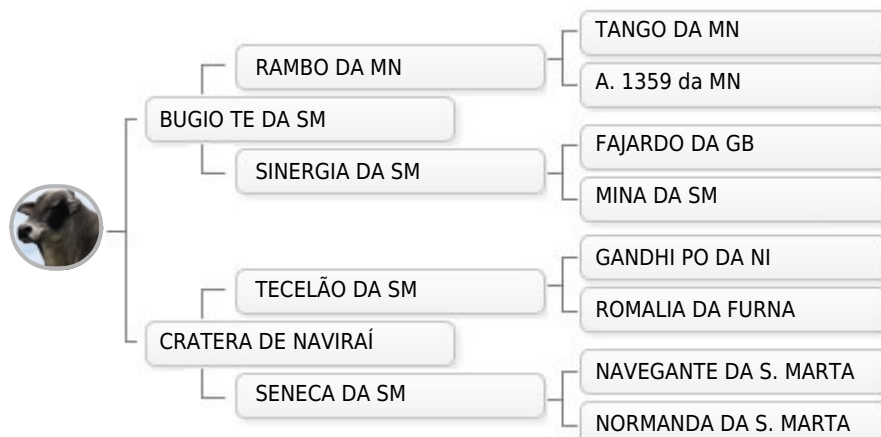 TANGO DA MN
RAMBO DA MN
A. 1359 da MN
BUGIO TE DA SM
FAJARDO DA GB
SINERGIA DA SM
MINA DA SM
GANDHI PO DA NI
TECELÃO DA SM
ROMALIA DA FURNA
CRATERA DE NAVIRAÍ
NAVEGANTE DA S. MARTA
SENECA DA SM
NORMANDA DA S. MARTA